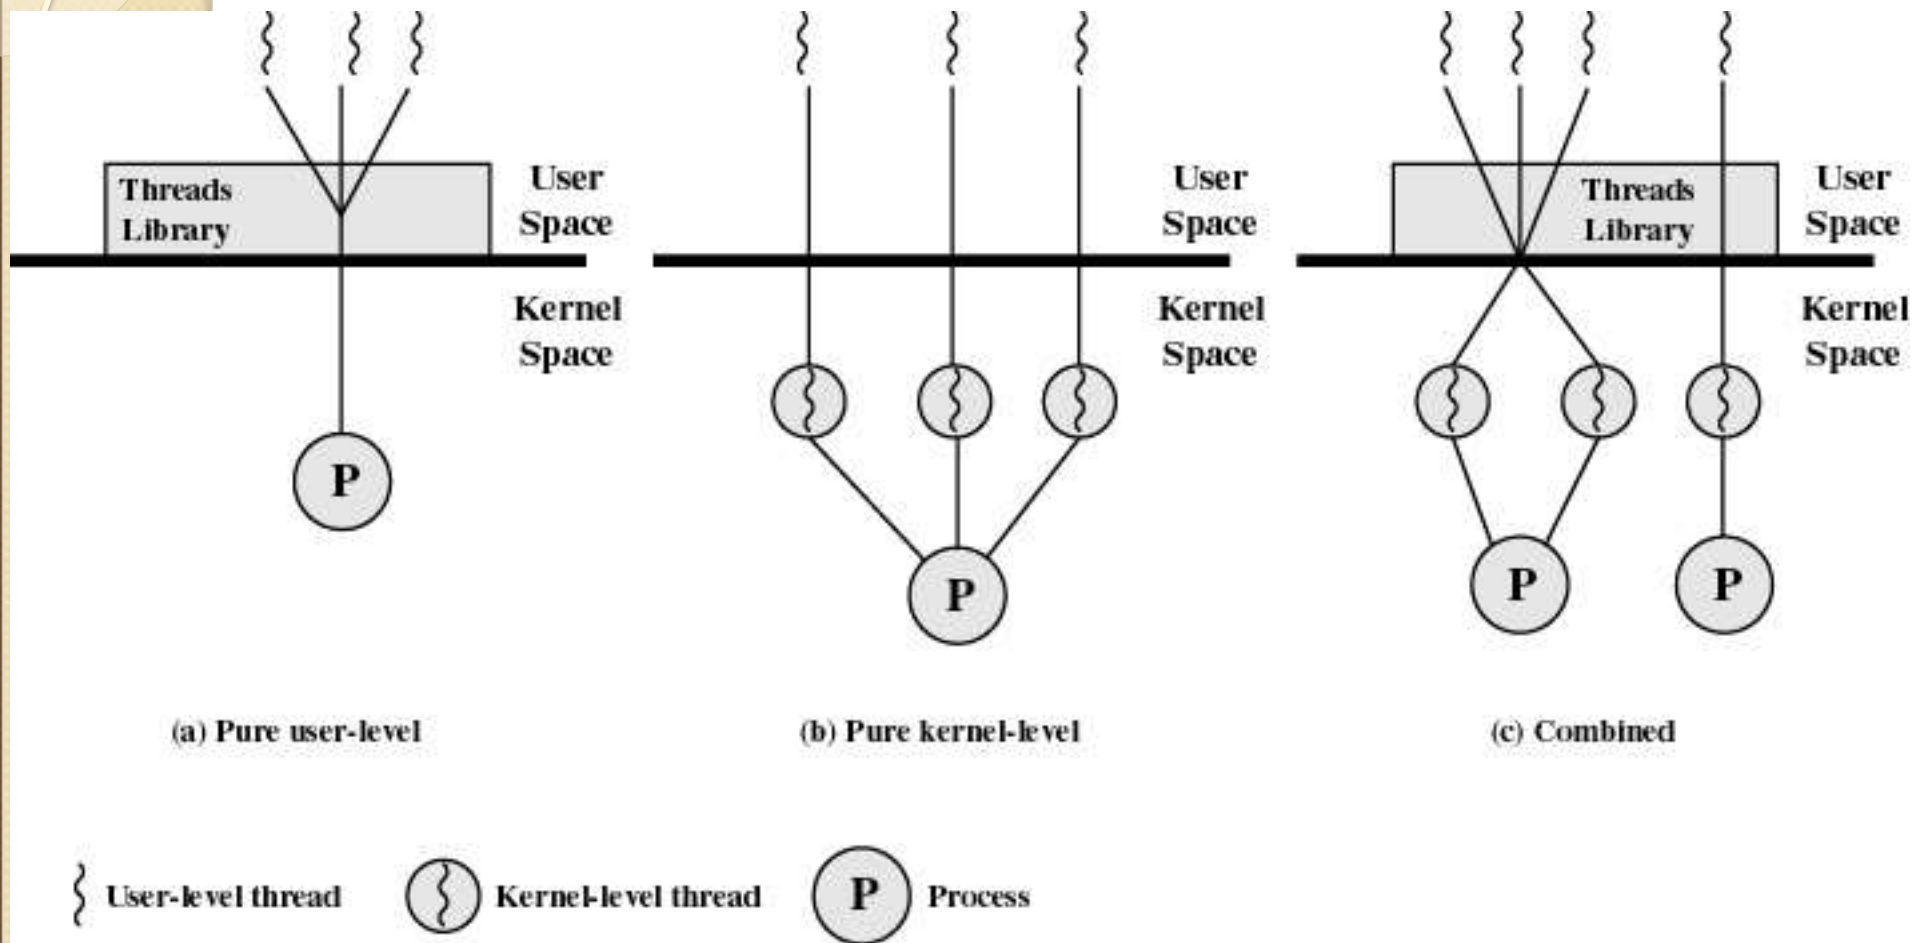 Threads
Library
User
Space
Kernel
Space
P
(a) Pure user-level
User
Space
Kernel
Space
P
(b) Pure kernel-level
Threads
Library
User
Space
Kernel
Space
P
P
(c) Combined
User-level thread
Kernel-level thread
P
Process